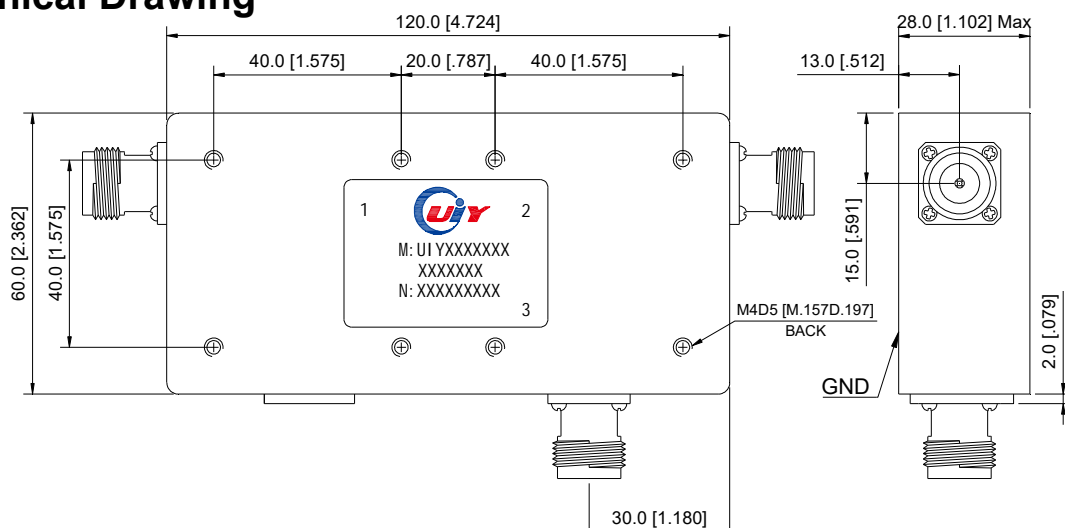 nical Drawing
120.0 [4.724]
28.0 [1.102] Max
40.0 [1.575]
20.0 [.787]
40.0 [1.575]
13.0 [.512]
60.0 [2.362]
40.0 [1.575]
15.0 [.591]
1
UiY
2
M: UIYXXXXXXX
XXXXXXX
N: XXXXXXXXX
3
M4D5 [M.157D.197]
BACK
GND
2.0 [.079]
30.0 [1.180]